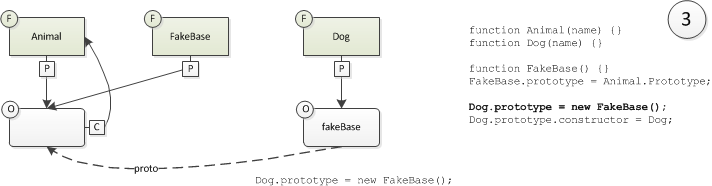 F
F
F
3
Animal
FakeBase
Dog
P
P
P
O
C
O
fakeBase
proto
Dog.prototype = new FakeBase();
function Animal(name) {}
function Dog(name) {}
function FakeBase() {}
FakeBase.prototype = Animal.Prototype;
Dog.prototype = new FakeBase();
Dog.prototype.constructor = Dog;